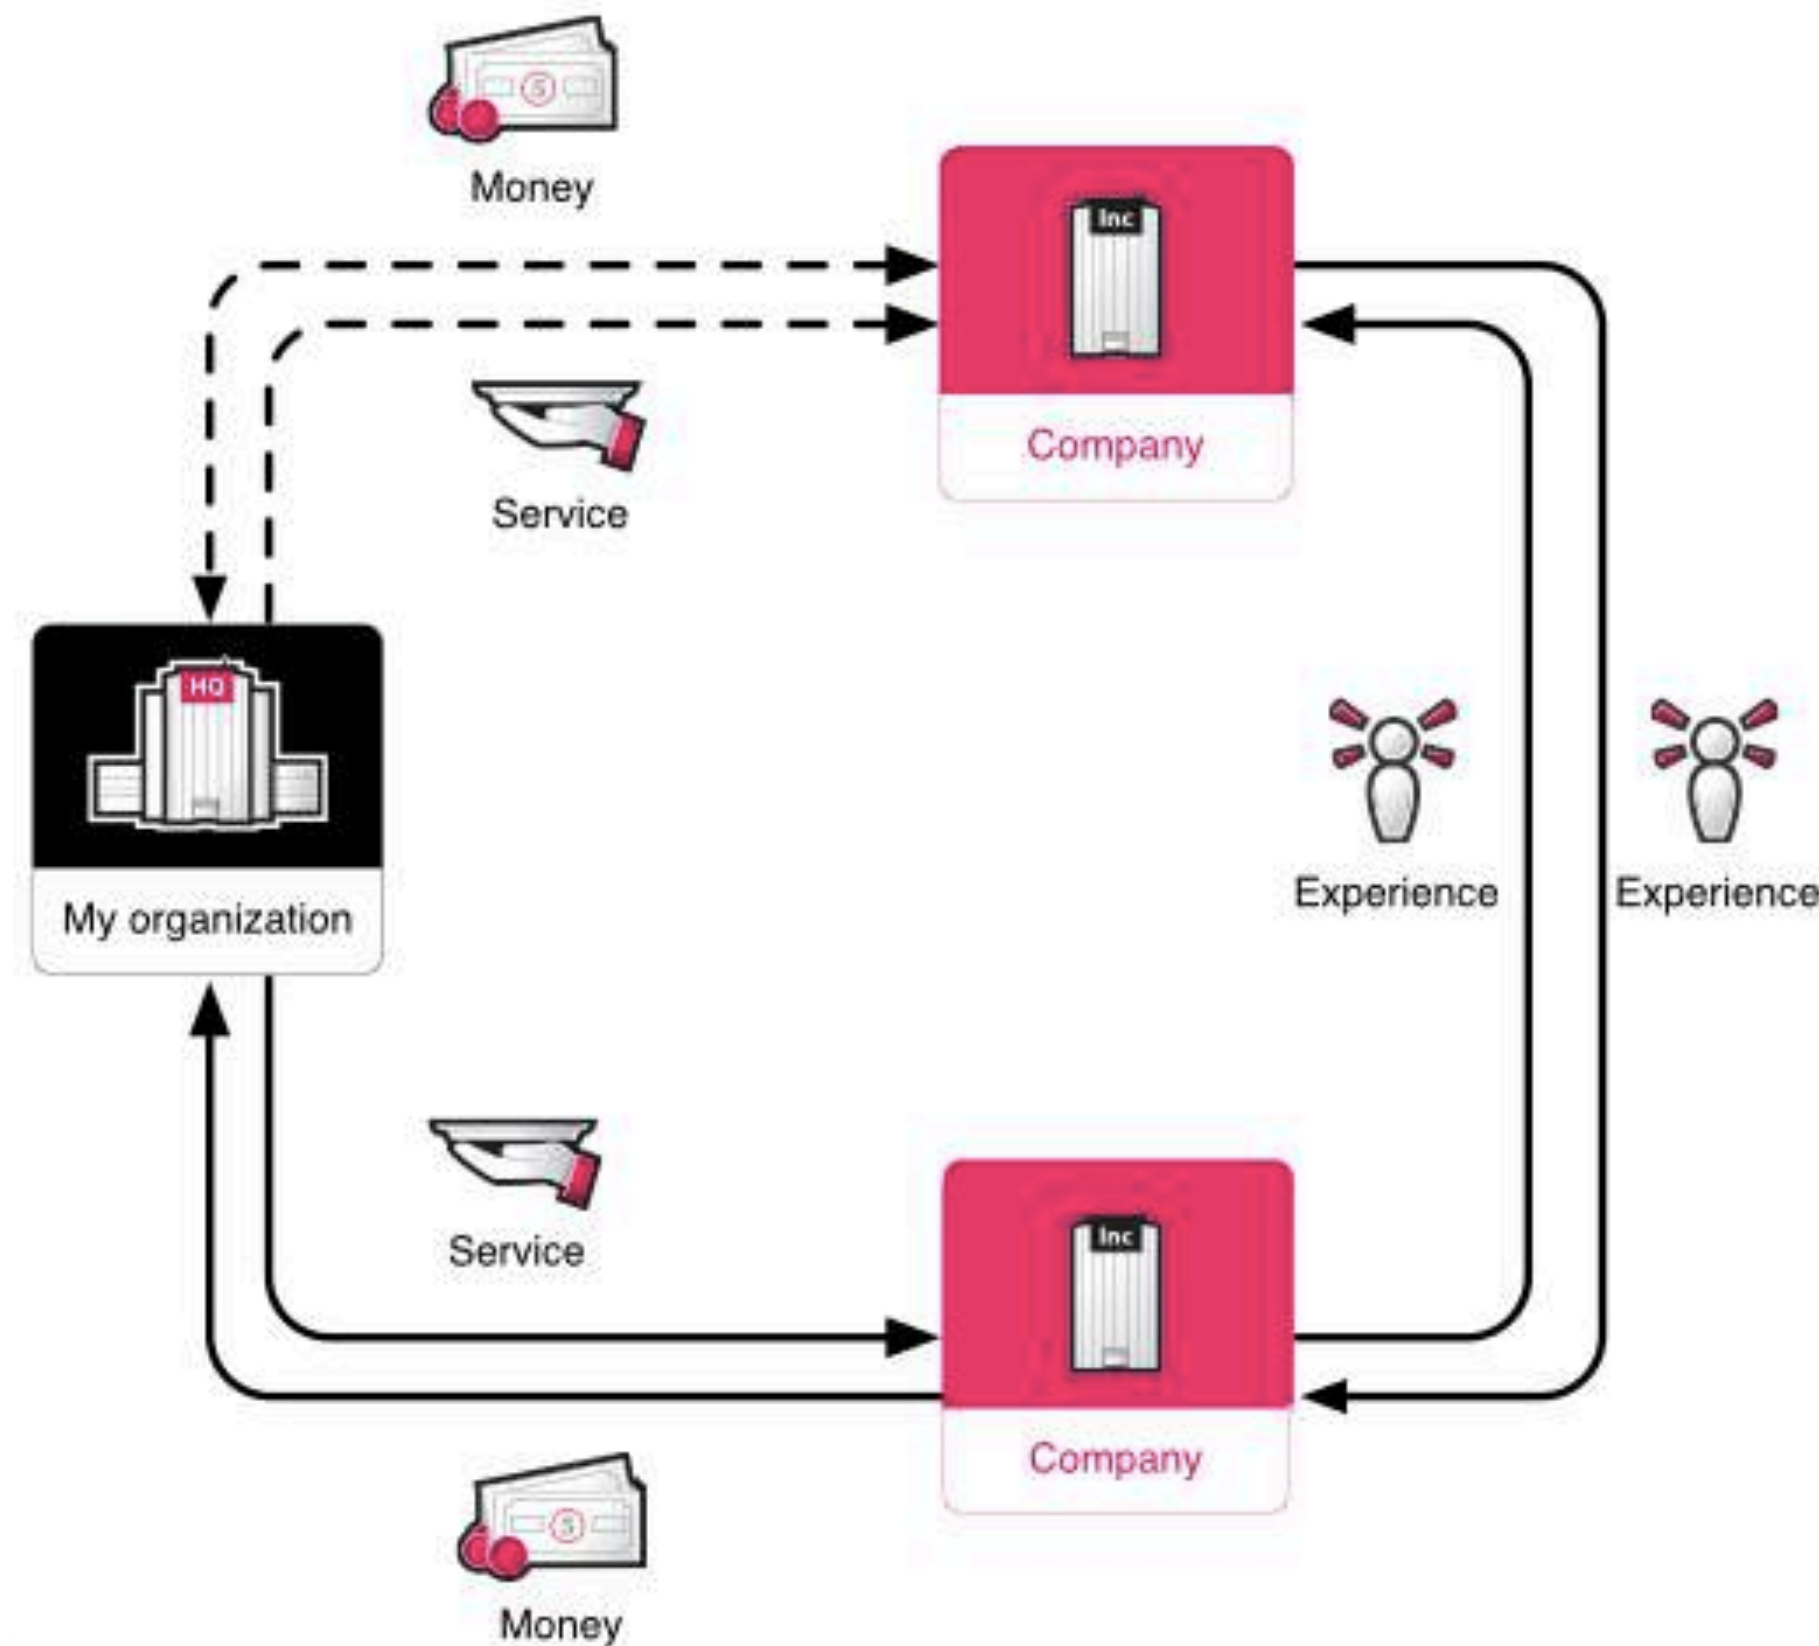 Money
Inc
Company
Service
HQ
My organization
Experience
Experience
Service
Inc
Company
Money